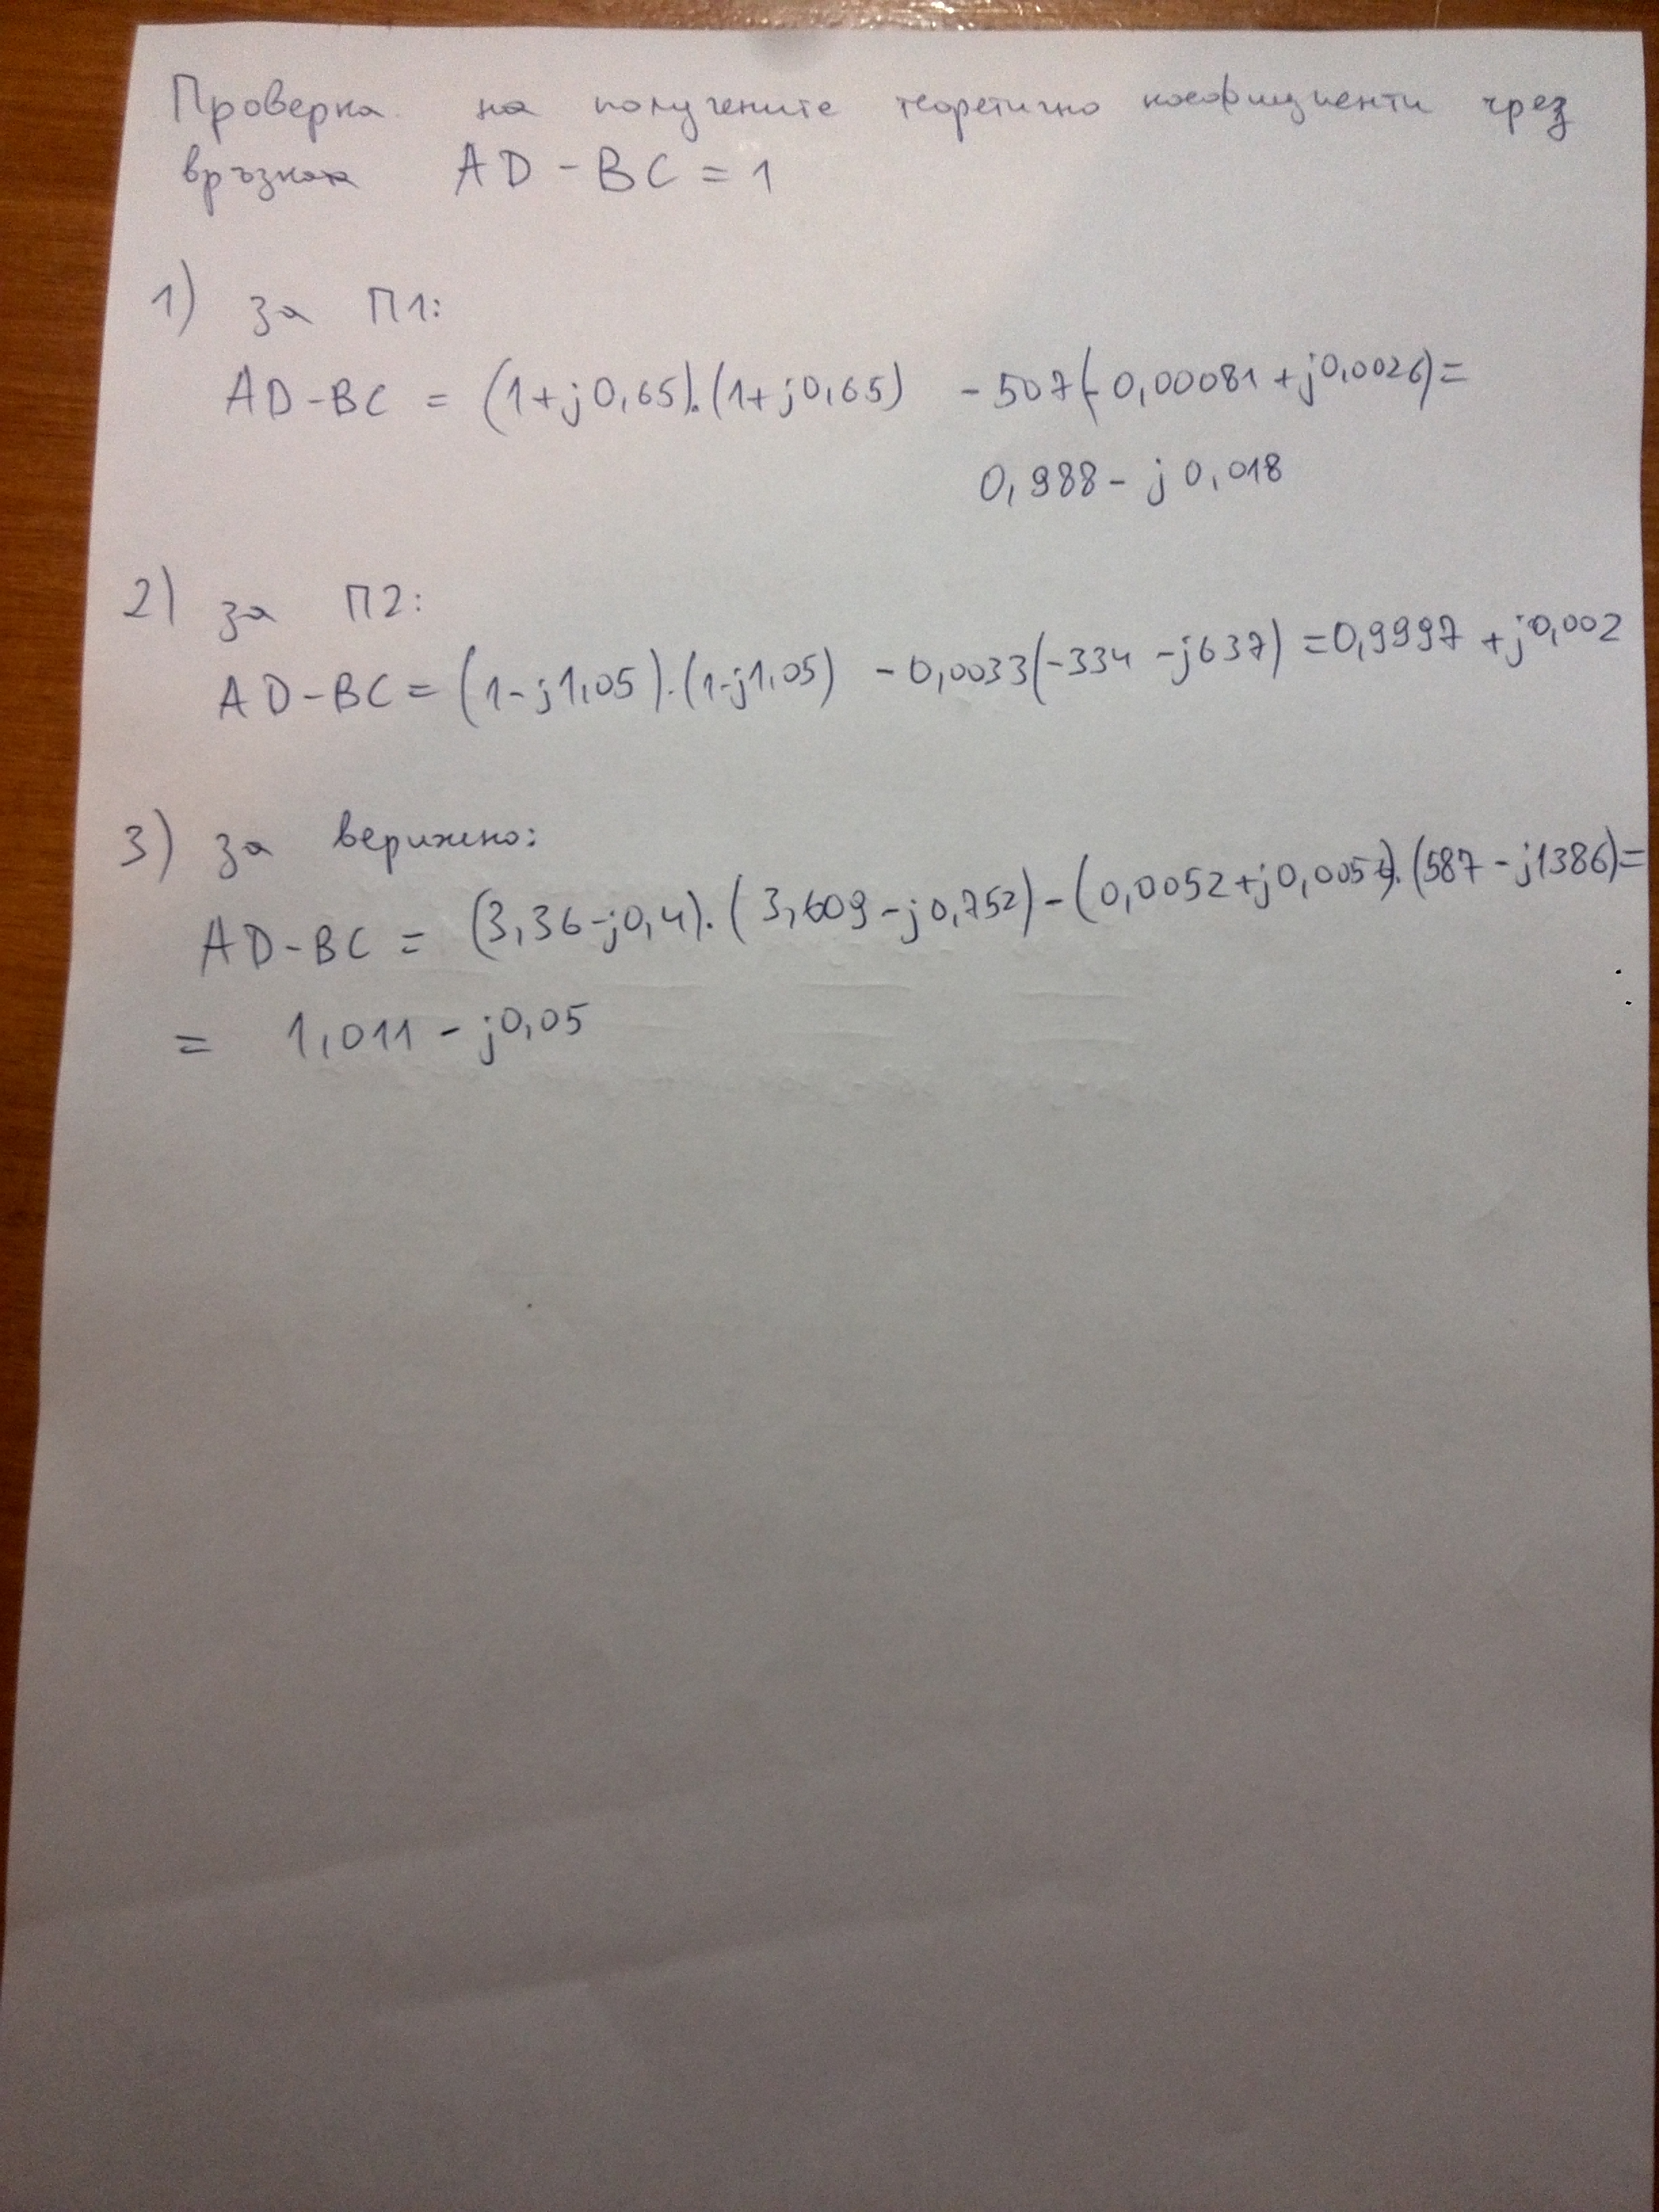 Проверка на получените теоретично коефициенти чрез
връзката AD - BC = 1
1) за П1:
AD-BC = (1+j0,65).(1+j0,65) - 507(-0,00081 + j0,0026) =
0,988 - j0,018
2) за П2:
AD-BC = (1-j1,05).(1-j1,05) - 0,0033(-334 - j637) = 0,9997 + j0,002
3) за верижно:
AD-BC = (3,36-j0,4).(3,609-j0,752) - (0,0052+j0,0054).(587-j1386)=
= 1,011 - j0,05